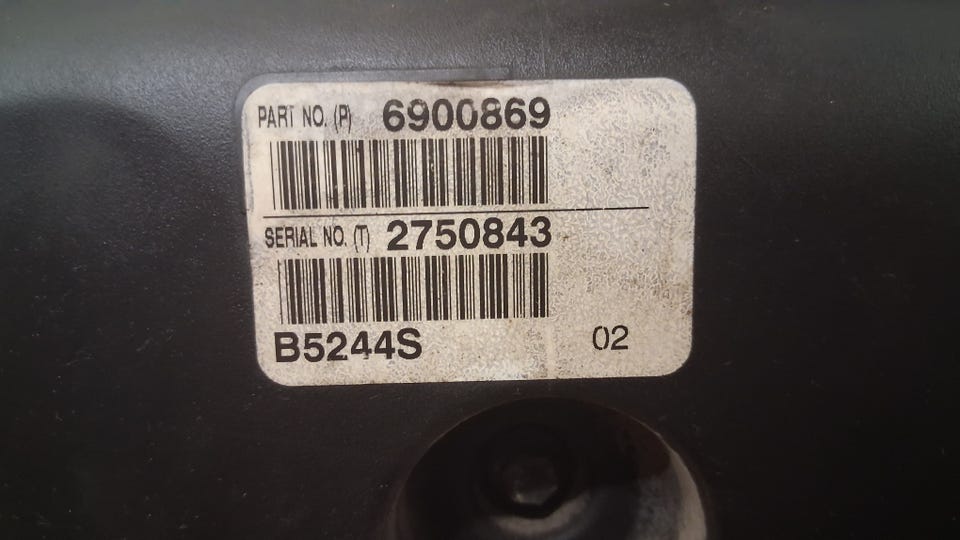 PART NO. (P) 6900869
SERIAL NO. (T) 2750843
B5244S 02